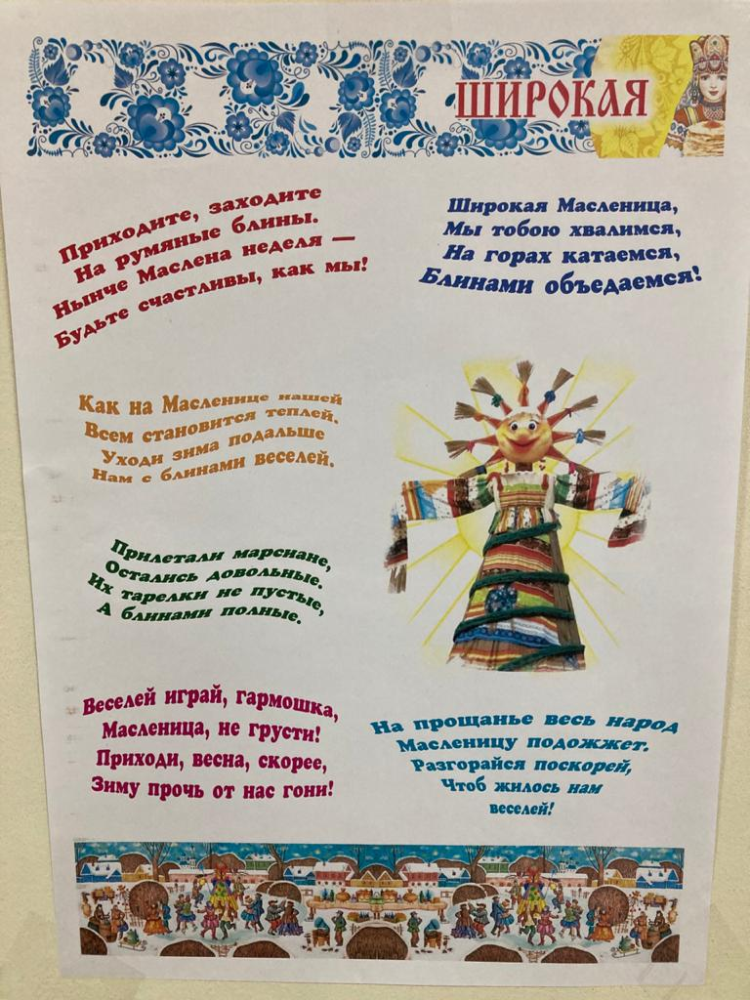 ШИРОКАЯ
Приходите, заходите
На румяные блины.
Нынче Маслена неделя —
Будьте счастливы, как мы!
Широкая Масленица,
Мы тобою хвалимся,
На горах катаемся,
Блинами объедаемся!
Как на Масленице нашей
Всем становится теплей.
Уходи зима подальше
Нам с блинами веселей.
Прилетали марсиане,
Остались довольные.
Их тарелки не пустые,
А блинами полные.
Веселей играй, гармошка,
Масленица, не грусти!
Приходи, весна, скорее,
Зиму прочь от нас гони!
На прощанье весь народ
Масленицу подожжет.
Разгорайся поскорей,
Чтоб жилось нам
веселей!